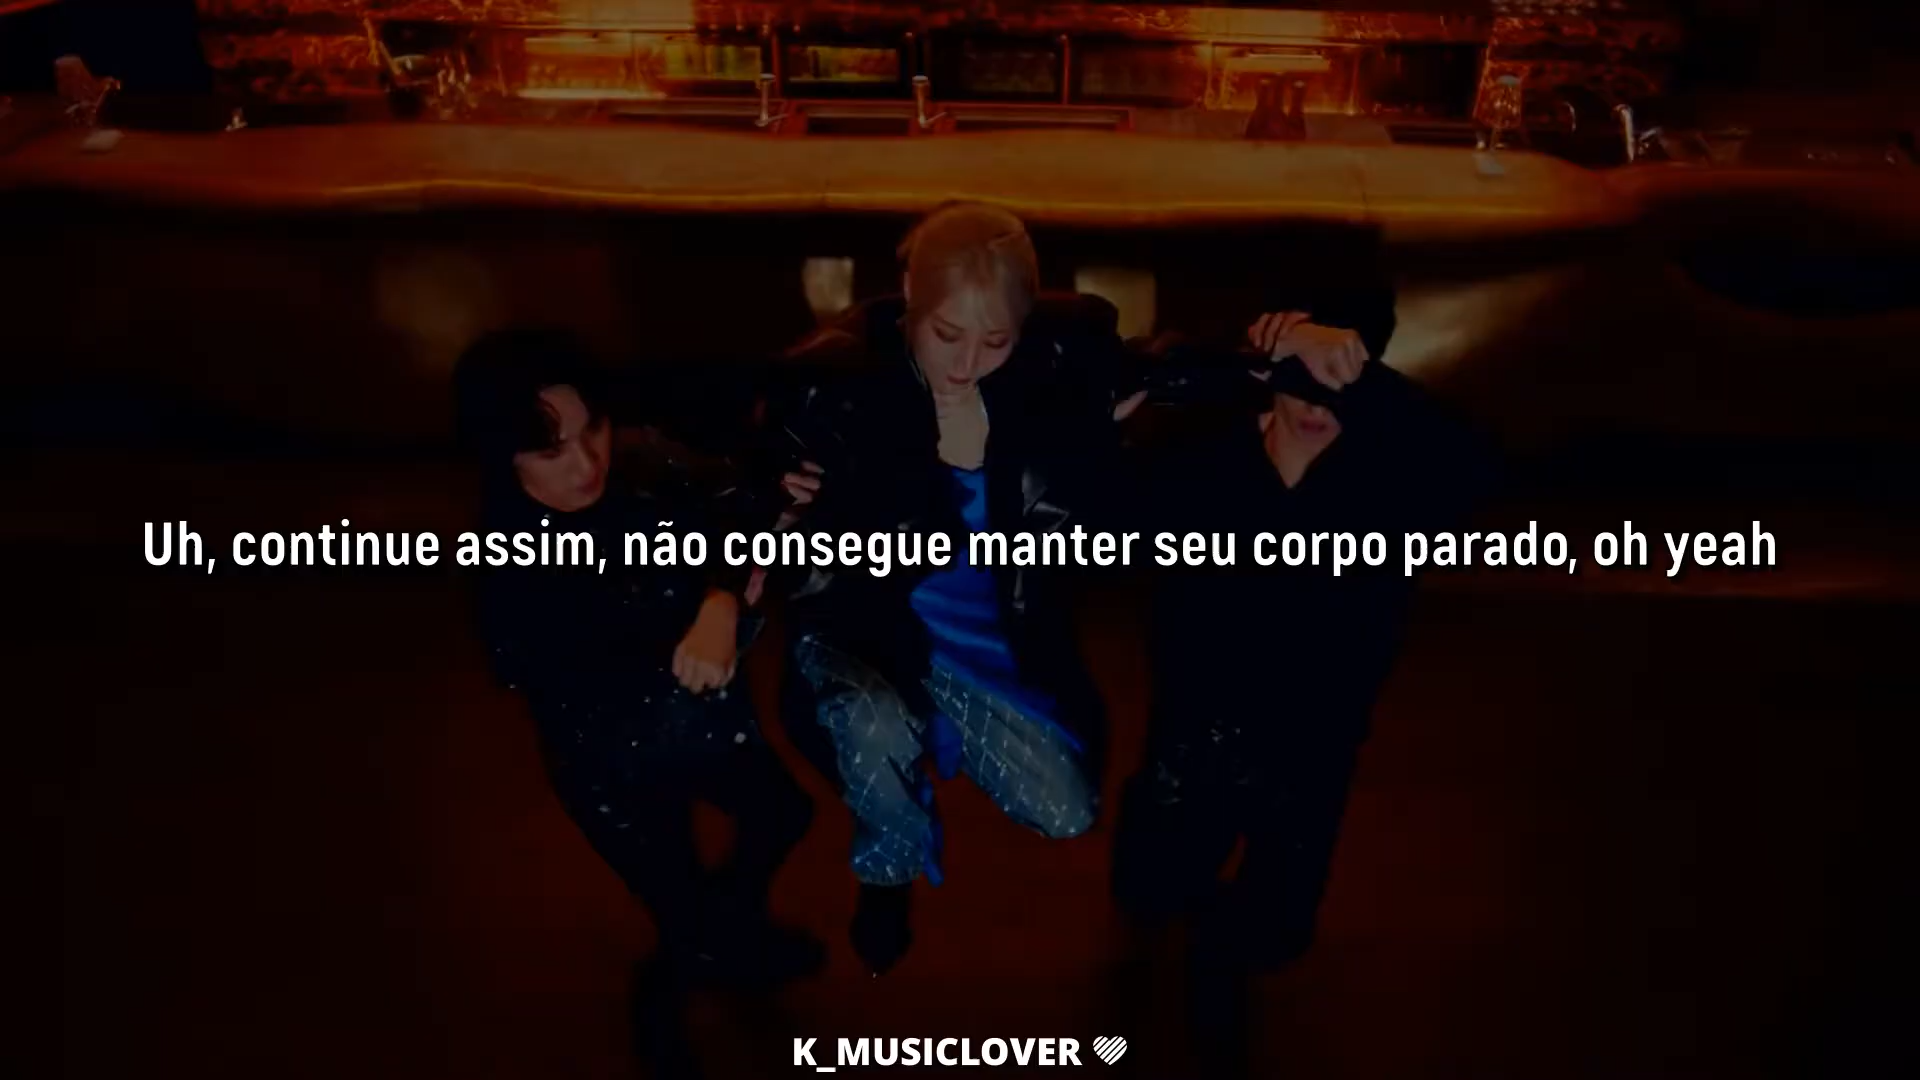 Uh, continue assim, não consegue manter seu corpo parado, oh yeah
K_MUSICLOVER